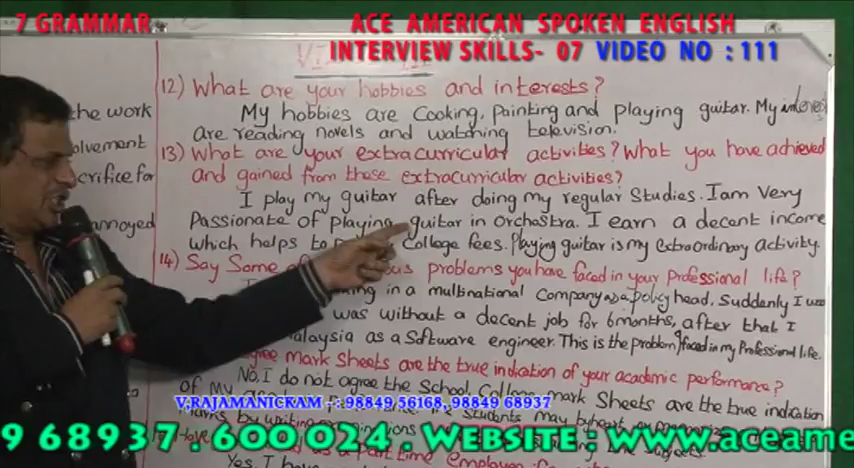 7 GRAMMAR.
ACE AMERICAN SPOKEN ENGLISH
INTERVIEW SKILLS- 07 VIDEO NO : 111
the work
olvement
crifice for
annoyed
12) What are your hobbies and interests?
My hobbies are Cooking, Painting and playing guitar. My interest
are reading novels and watching television.
13) What are your extracurricular activities? What you have achieved
and gained from these extracurricular activities?
I play my guitar after doing my regular Studies. I am Very
Passionate of playing guitar in Orchestra. I earn a decent income
which helps to College fees. Playing guitar is my extraordinary activity.
14) Say Some of problems you have faced in your Professional life?
in a multinational Company as a policy head. Suddenly I was
was without a decent job for 6 months, after that I
alaysia as a Software engineer. This is the problem I faced in my Professional life.
mark Sheets are the true indication of your academic performance?
No, I do not agree the School, College mark Sheets are the true indication
of my Students may by heart
V,RAJAMANICKAM : 98849 56168, 98849 68937
9 68937 . 600 024 . WEBSITE : www.aceame
Yes, I have